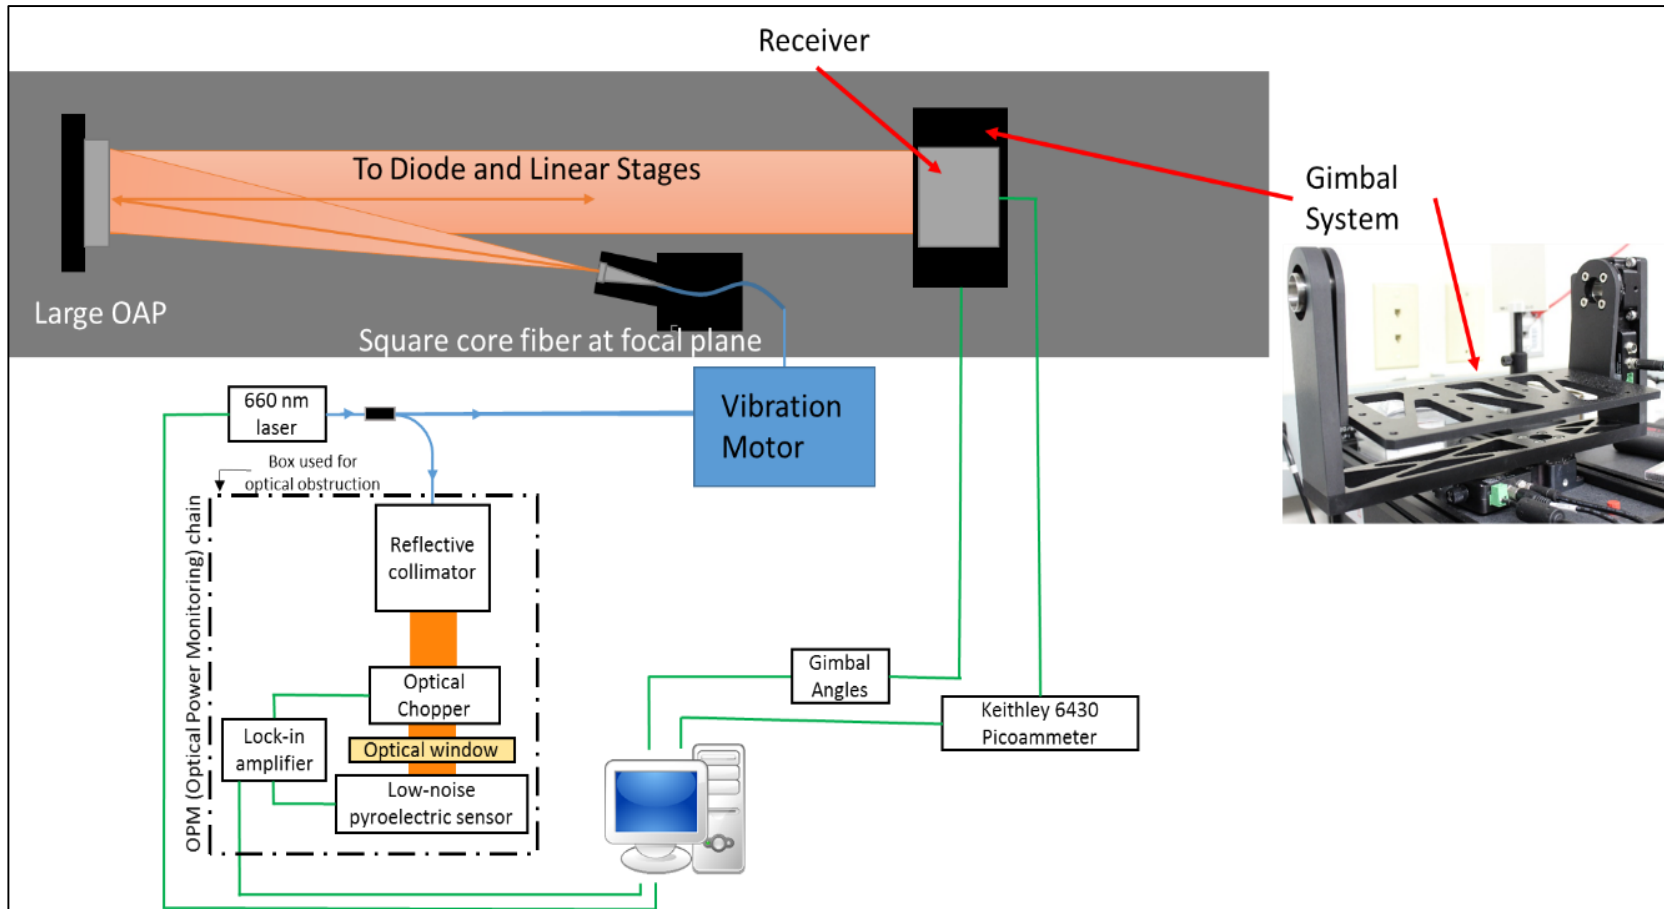 Receiver
To Diode and Linear Stages
Gimbal
System
Large OAP
Square core fiber at focal plane
660 nm
laser
Vibration
Motor
Box used for
optical obstruction
OPM (Optical Power Monitoring) chain
Reflective
collimator
Optical
Chopper
Lock-in
amplifier
Optical window
Low-noise
pyroelectric sensor
Gimbal
Angles
Keithley 6430
Picoammeter